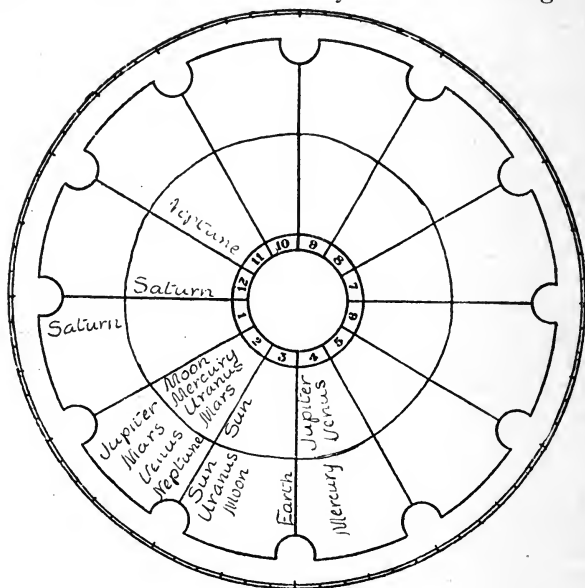 10
9
11
8
12
7
1
6
2
5
3
4
Neptune
Saturn
Saturn
Moon
Mercury
Uranus
Mars
Sun
Jupiter
Venus
Jupiter
Mars
Venus
Neptune
Sun
Uranus
Moon
Earth
Mercury